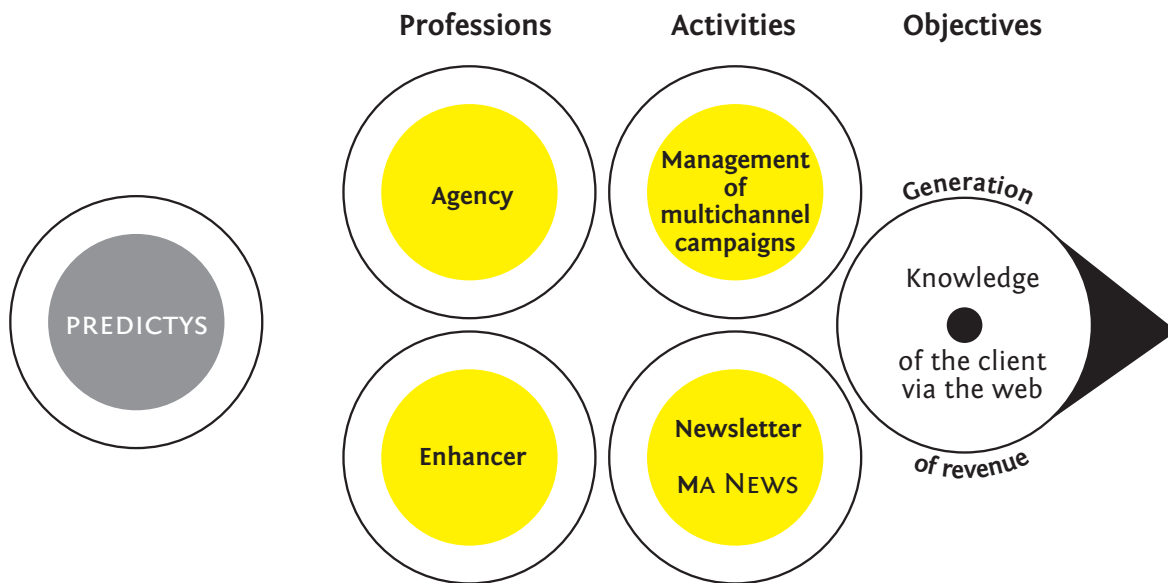 Professions
Activities
Objectives
PREDICTYS
Agency
Management
of
multichannel
campaigns
Enhancer
Newsletter
MA NEWS
Generation
Knowledge
of the client
via the web
of revenue